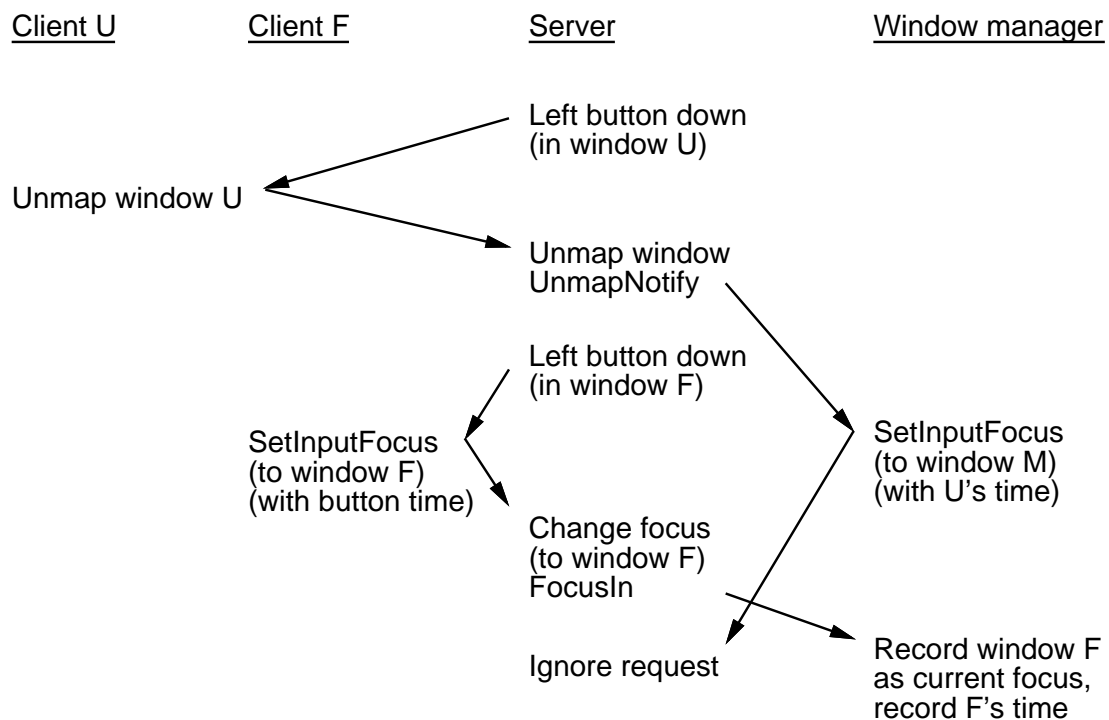 Client U
Client F
Server
Window manager
Left button down
(in window U)
Unmap window U
Unmap window
UnmapNotify
Left button down
(in window F)
SetInputFocus
(to window F)
(with button time)
SetInputFocus
(to window M)
(with U's time)
Change focus
(to window F)
FocusIn
Ignore request
Record window F
as current focus,
record F's time